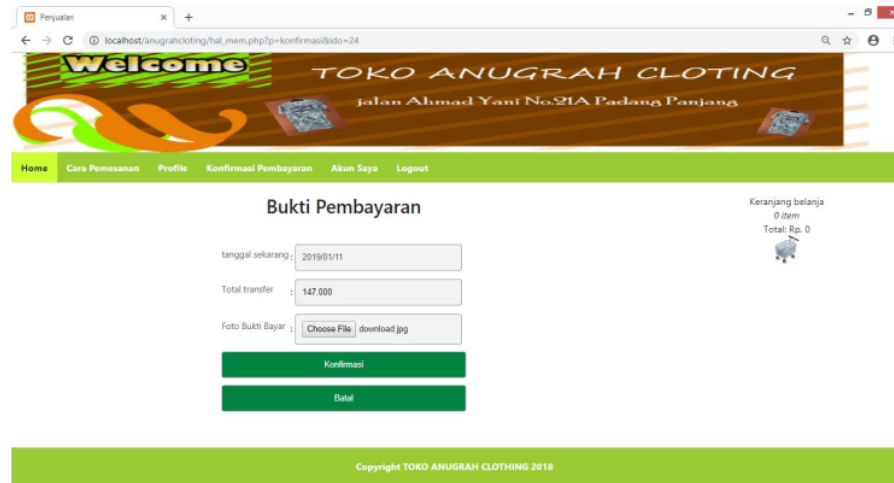 Penjualan
localhost/anugrahcloting/hal_mem.php?p=konfirmasi&ido=24
Welcome
TOKO ANUGRAH CLOTING
jalan Ahmad Yani No.21A Padang Panjang
Home Cara Pemesanan Profile Konfirmasi Pembayaran Akun Saya Logout
Bukti Pembayaran
Keranjang belanja
0 item
Total: Rp. 0
tanggal sekarang : 2019/01/11
Total transfer : 147.000
Foto Bukti Bayar : Choose File download.jpg
Konfirmasi
Batal
Copyright TOKO ANUGRAH CLOTHING 2018